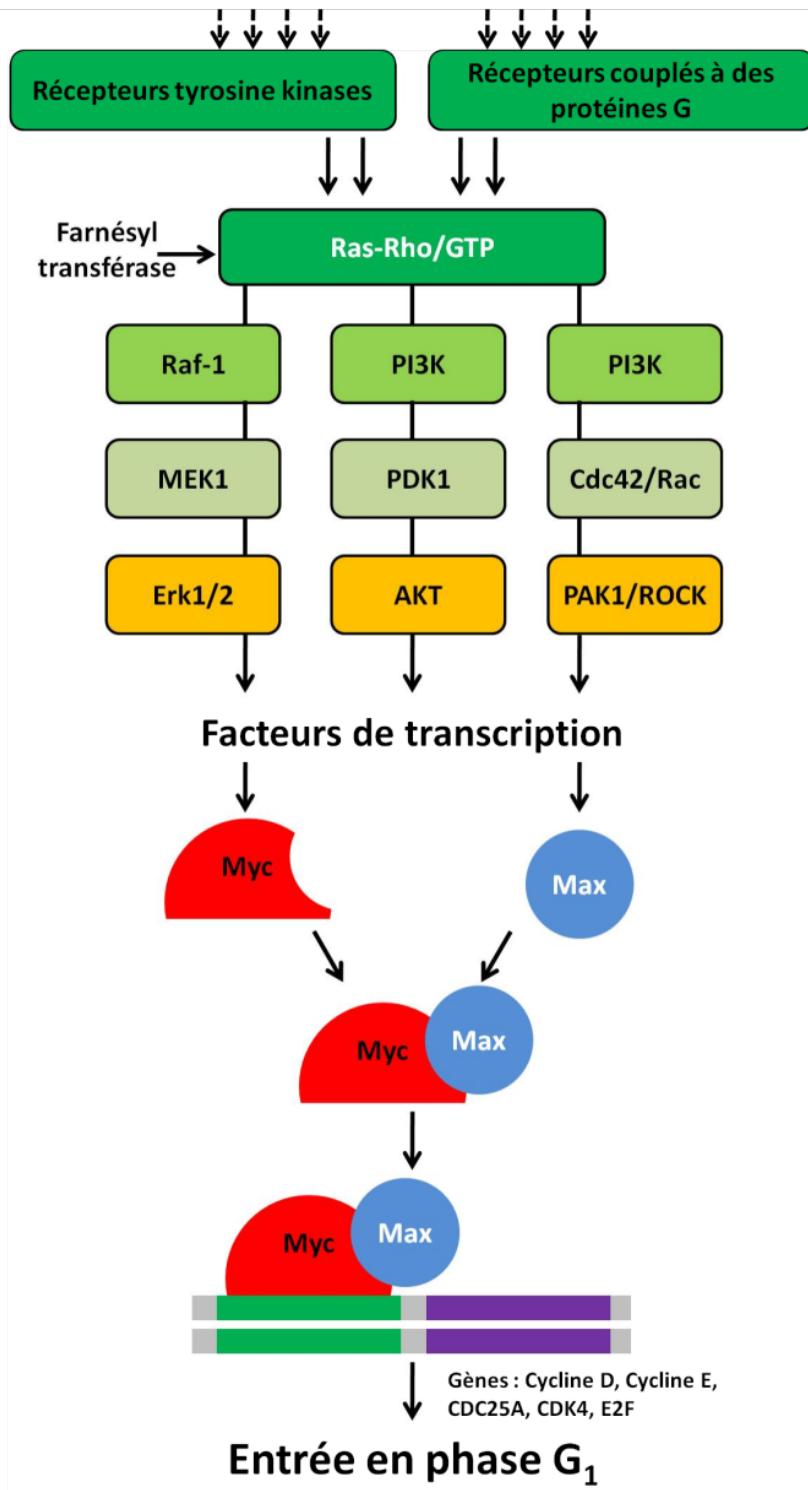 Récepteurs tyrosine kinases
Récepteurs couplés à des
protéines G
Farnésyl
transférase
Ras-Rho/GTP
Raf-1
PI3K
PI3K
MEK1
PDK1
Cdc42/Rac
Erk1/2
AKT
PAK1/ROCK
Facteurs de transcription
Myc
Max
Myc
Max
Myc
Max
Gènes : Cycline D, Cycline E,
CDC25A, CDK4, E2F
Entrée en phase G₁